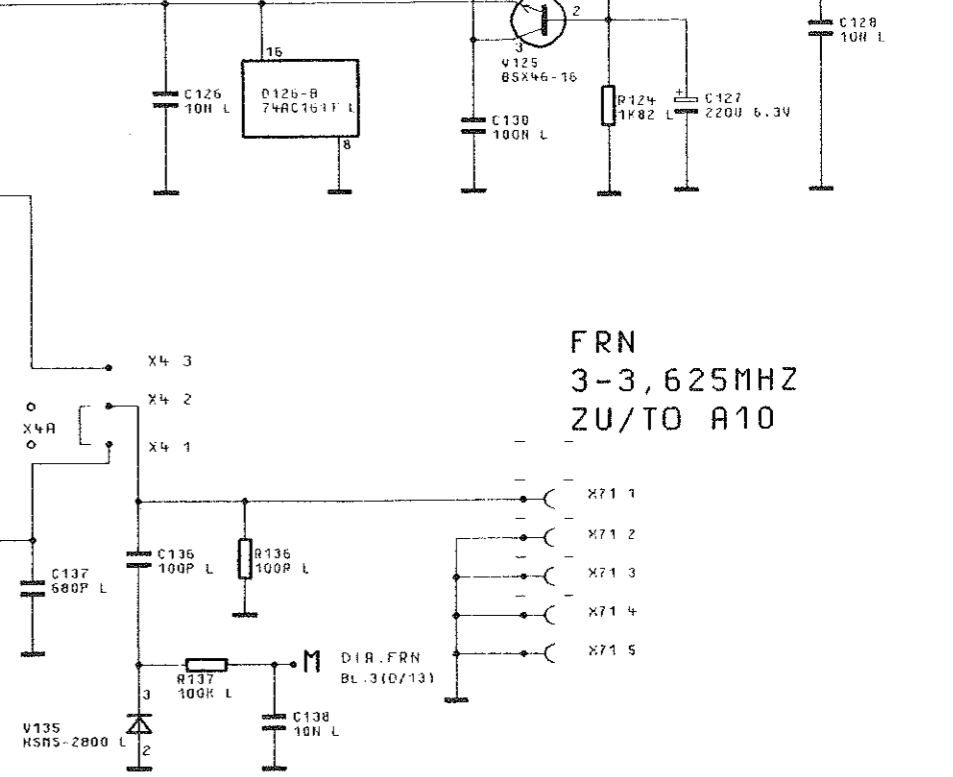 2
C128
10N L
16
3
V125
BSX46-16
C126
10N L
D126-B
74AC161T L
R124
1K82 L
+
C127
220U 6.3V
C130
100N L
8
FRN
3-3,625MHZ
ZU/TO A10
X4 3
X4 2
X4A
X4 1
X71 1
X71 2
C136
100P L
R136
100R L
C137
680P L
X71 3
X71 4
X71 5
M
DIA.FRN
BL.3(D/13)
R137
100K L
3
C138
10N L
V135
HSMS-2800 L
2